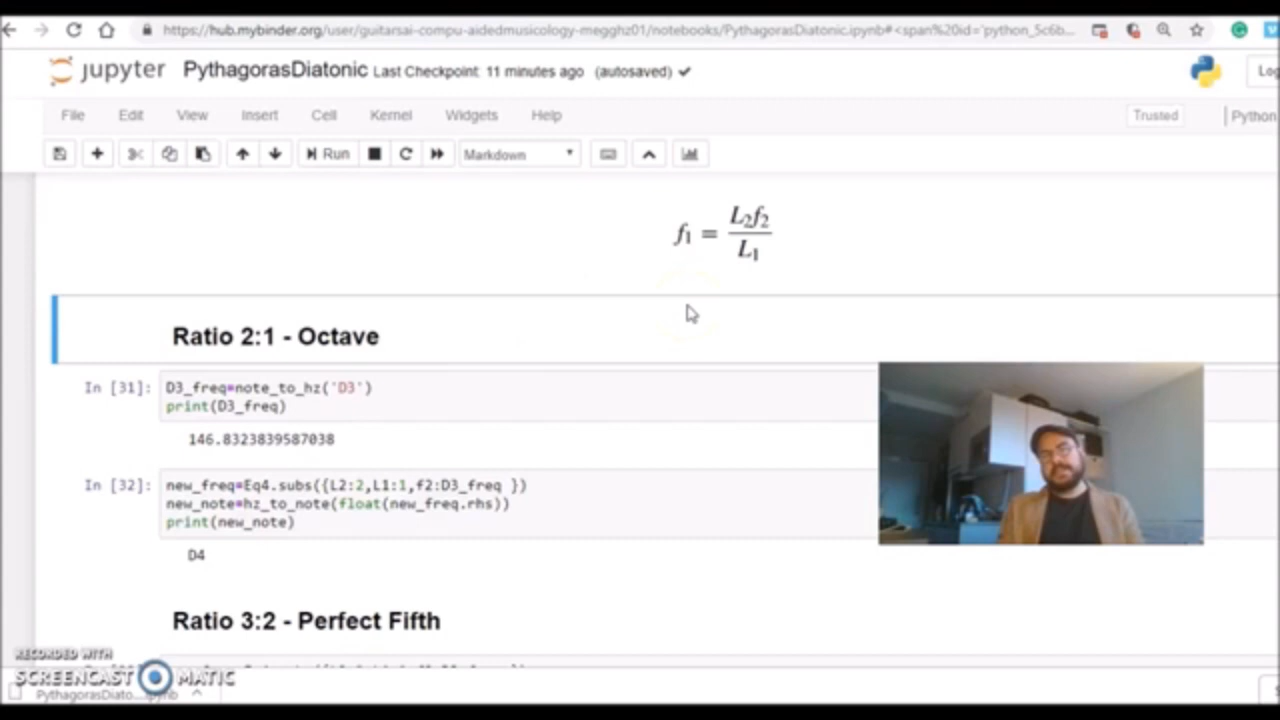 https://hub.mybinder.org/user/guitarai-compu-aidedmusicology-megghz01/notebooks/PythagorasDiatonic.ipynb#<span%20id='python_5c6b...
jupyter PythagorasDiatonic Last Checkpoint: 11 minutes ago (autosaved)
File Edit View Insert Cell Kernel Widgets Help Trusted Python
Run Markdown
f₁ = L₂f₂ / L₁
Ratio 2:1 - Octave
In [31]: D3_freq=note_to_hz('D3')
print(D3_freq)
146.8323839587038
In [32]: new_freq=Eq4.subs({L2:2,L1:1,f2:D3_freq })
new_note=hz_to_note(float(new_freq.rhs))
print(new_note)
D4
Ratio 3:2 - Perfect Fifth
RECORDED WITH
SCREENCAST MATIC
PythagorasDiato....ipynb